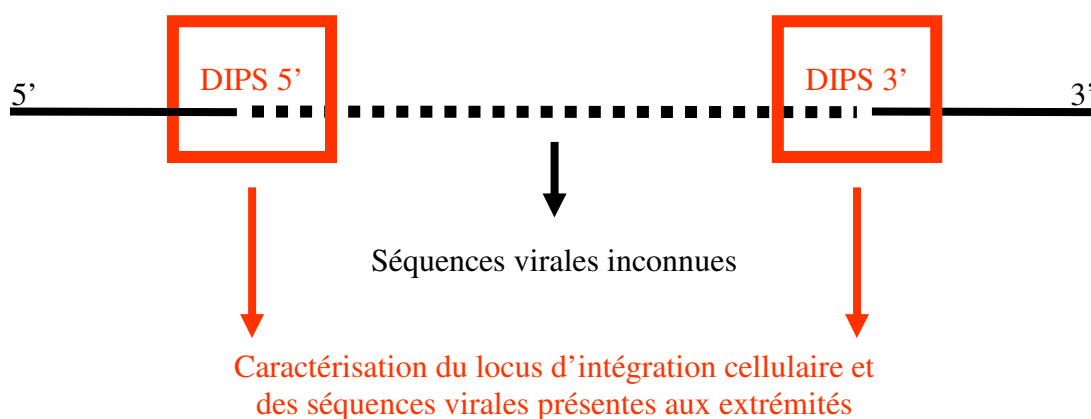 DIPS 5’
DIPS 3’
5’
3’
Séquences virales inconnues
Caractérisation du locus d’intégration cellulaire et
des séquences virales présentes aux extrémités